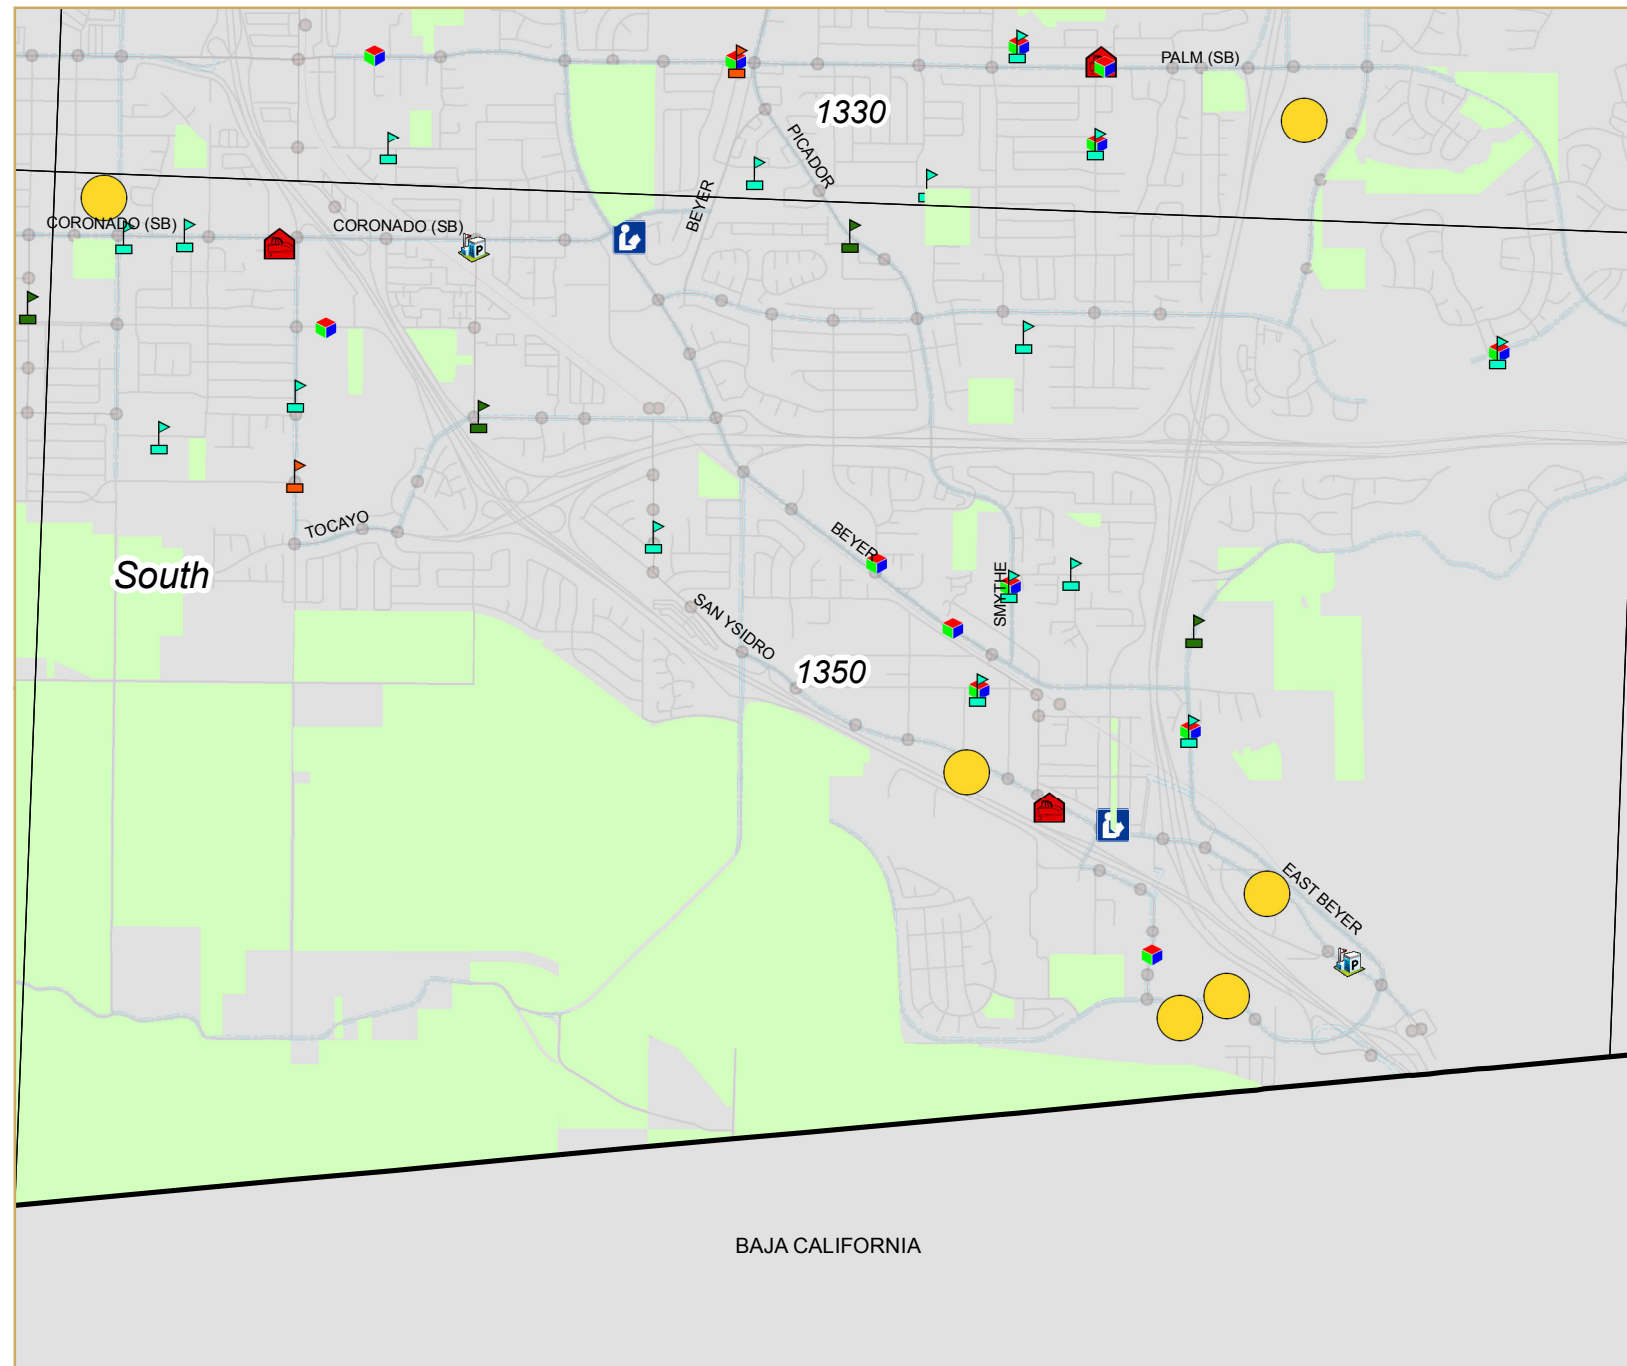 PALM (SB)
1330
PICADOR
BEYER
CORONADO (SB)
CORONADO (SB)
P
TOCAYO
South
BEYER
SMYTHE
SAN YSIDRO
1350
EAST BEYER
P
BAJA CALIFORNIA